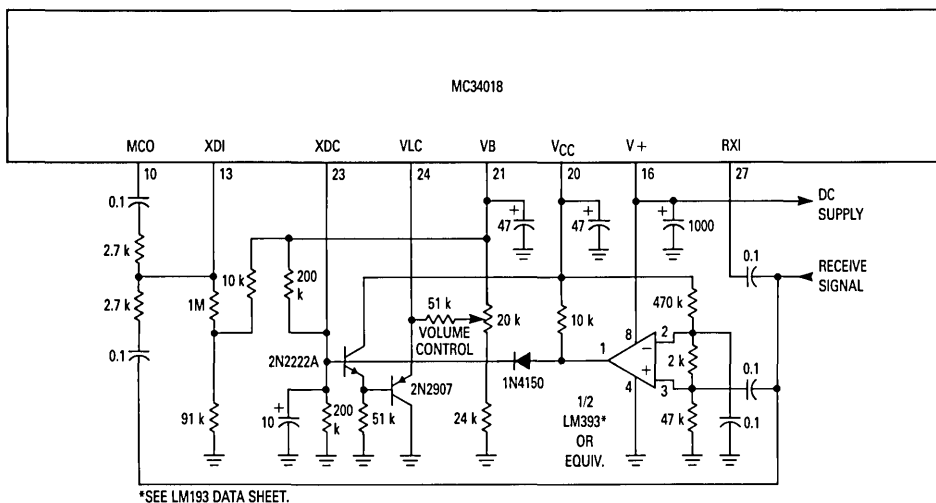 MC34018
MCO XDI XDC VLC VB VCC V+ RXI
10 13 23 24 21 20 16 27
0.1
2.7 k
2.7 k
0.1
1M
91 k
10 k
200 k
2N2222A
10
200 k
51 k
2N2907
51 k
VOLUME CONTROL
20 k
24 k
47
47
10 k
1N4150
1
8
4
2
3
1/2
LM393*
OR
EQUIV.
1000
DC
SUPPLY
0.1
RECEIVE
SIGNAL
470 k
2 k
47 k
0.1
0.1
*SEE LM193 DATA SHEET.